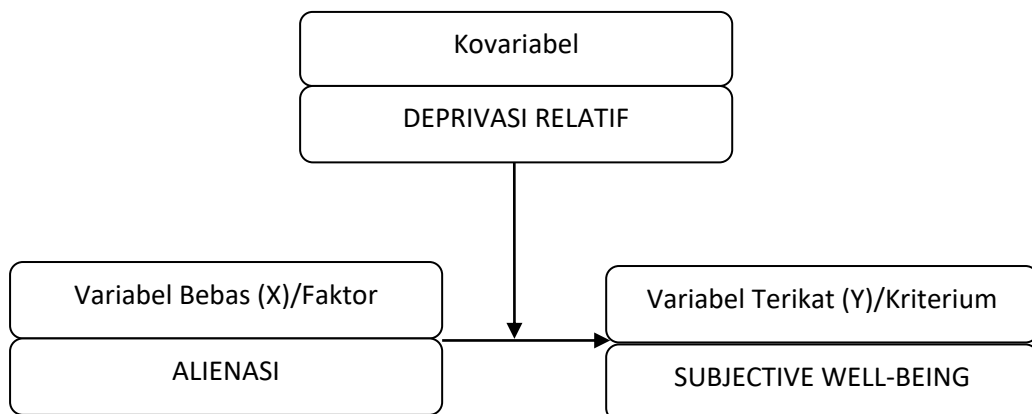 Kovariabel
DEPRIVASI RELATIF
Variabel Bebas (X)/Faktor
ALIENASI
Variabel Terikat (Y)/Kriterium
SUBJECTIVE WELL-BEING